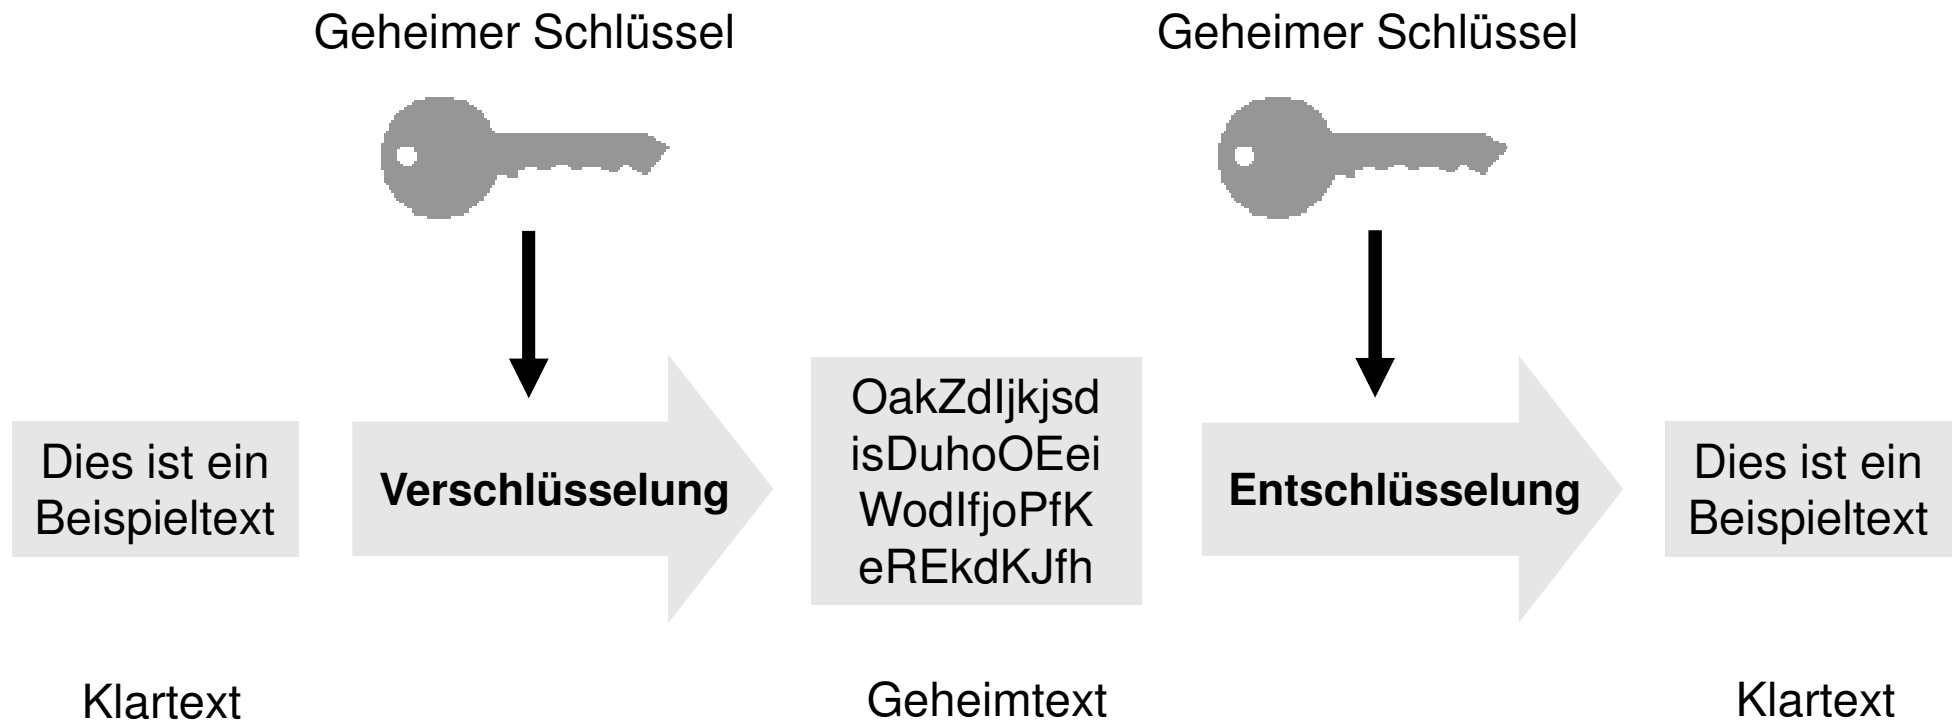 Geheimer Schlüssel
Geheimer Schlüssel
Dies ist ein
Beispieltext
Verschlüsselung
OakZdIjkjsd
isDuhoOEei
WodIfjoPfK
eREkdKJfh
Entschlüsselung
Dies ist ein
Beispieltext
Klartext
Geheimtext
Klartext